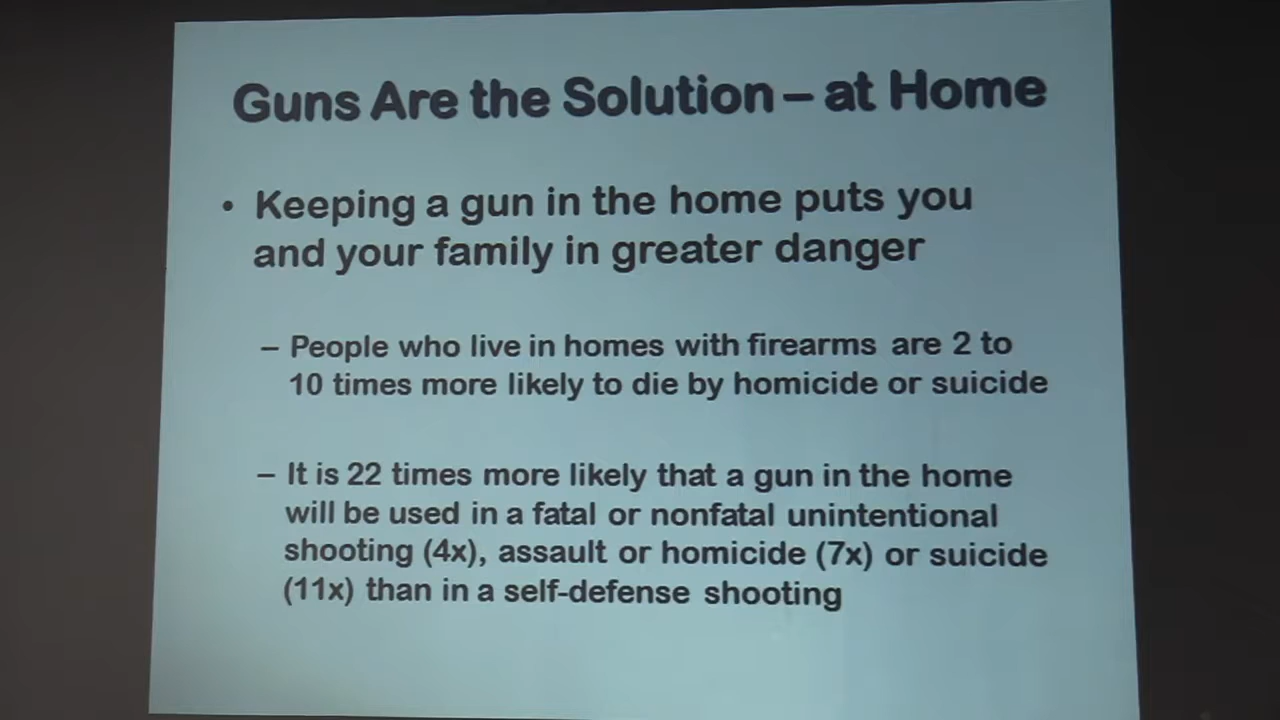 Guns Are the Solution – at Home
• Keeping a gun in the home puts you
and your family in greater danger
– People who live in homes with firearms are 2 to
10 times more likely to die by homicide or suicide
– It is 22 times more likely that a gun in the home
will be used in a fatal or nonfatal unintentional
shooting (4x), assault or homicide (7x) or suicide
(11x) than in a self-defense shooting